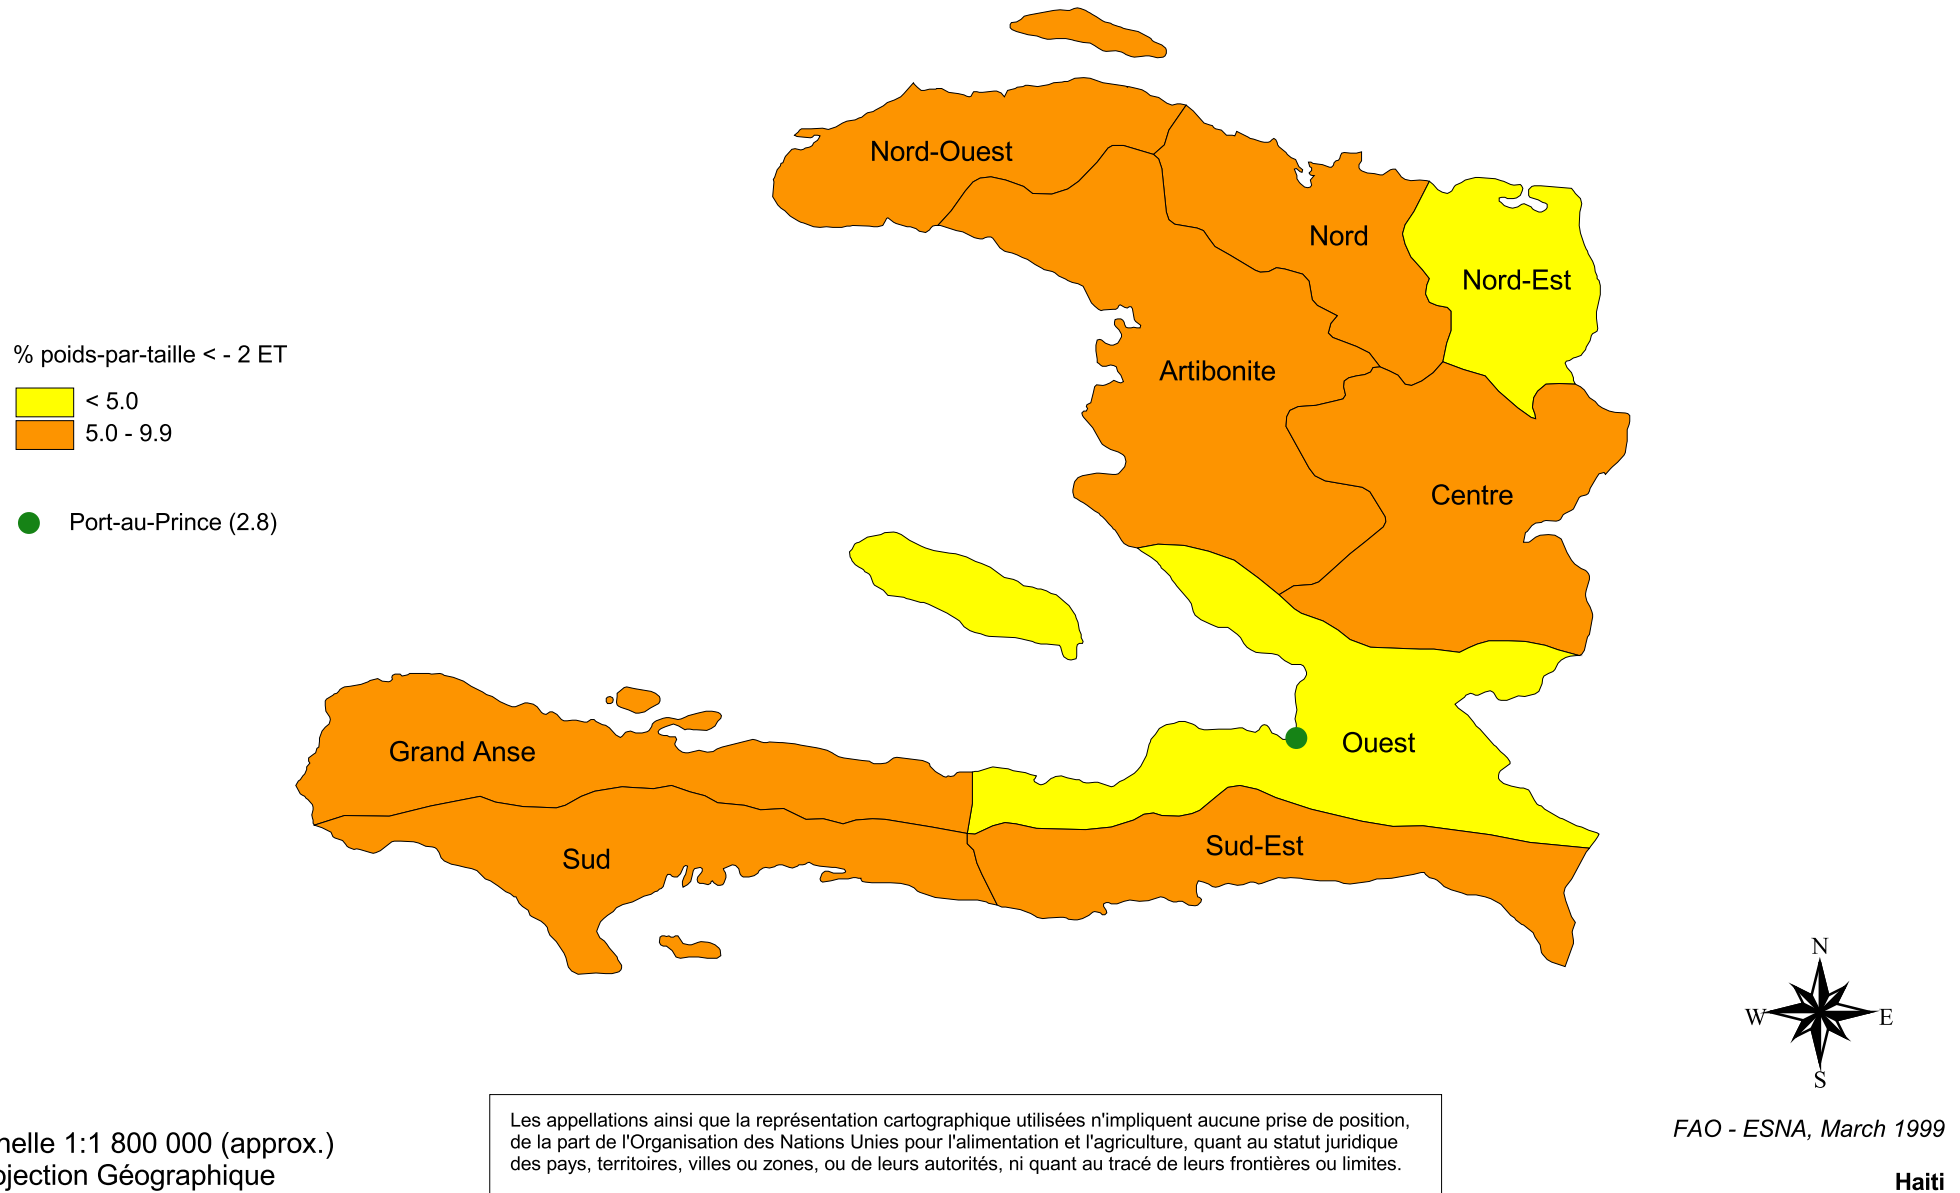 Nord-Ouest
Nord
Nord-Est
% poids-par-taille < - 2 ET
< 5.0
5.0 - 9.9
Artibonite
Centre
Port-au-Prince (2.8)
Grand Anse
Ouest
Sud
Sud-Est
N
W E
S
Les appellations ainsi que la représentation cartographique utilisées n'impliquent aucune prise de position,
de la part de l'Organisation des Nations Unies pour l'alimentation et l'agriculture, quant au statut juridique
des pays, territoires, villes ou zones, ou de leurs autorités, ni quant au tracé de leurs frontières ou limites.
1:1 800 000 (approx.)
Géographique
FAO - ESNA, March 1999
Haiti